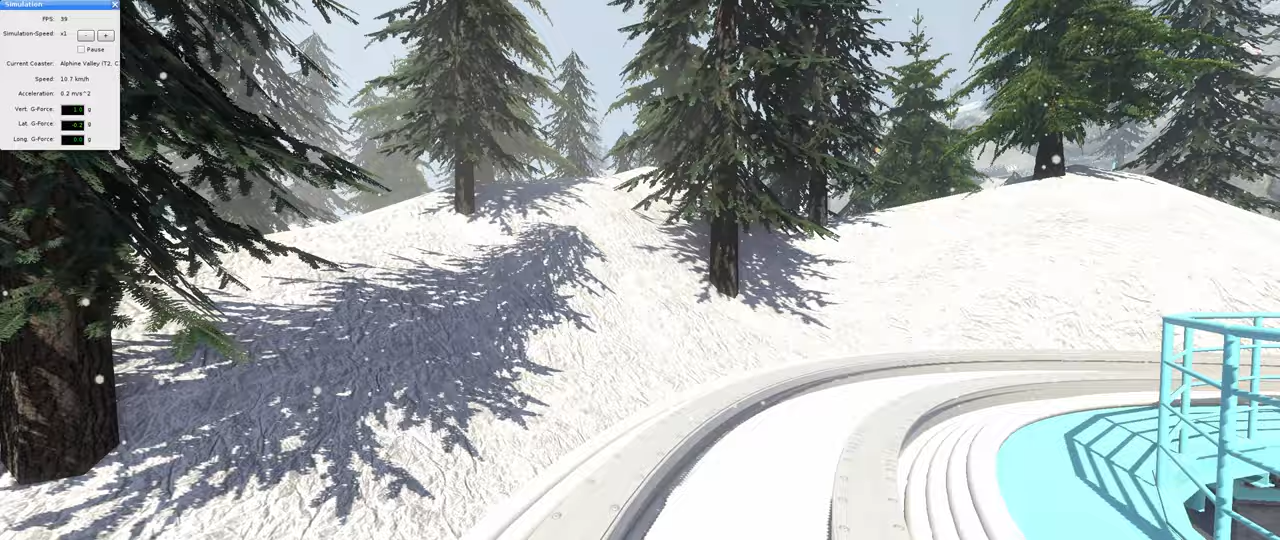 Simulation
FPS: 39
Simulation-Speed: x1 - +
Pause
Current Coaster: Alphine Valley (T2, C
Speed: 10.7 km/h
Acceleration: 0.2 m/s^2
Vert. G-Force: 1.0 g
Lat. G-Force: -0.2 g
Long. G-Force: 0.0 g